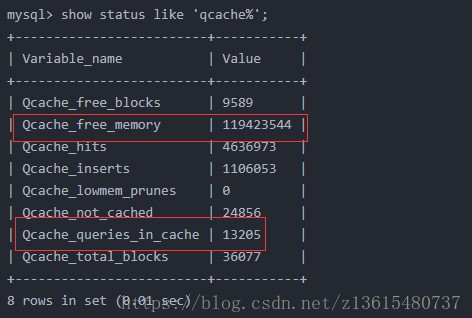 mysql> show status like 'qcache%';
+-------------------------+-----------+
| Variable_name | Value |
+-------------------------+-----------+
| Qcache_free_blocks | 9589 |
| Qcache_free_memory | 119423544 |
| Qcache_hits | 4636973 |
| Qcache_inserts | 1106053 |
| Qcache_lowmem_prunes | 0 |
| Qcache_not_cached | 24856 |
| Qcache_queries_in_cache | 13205 |
| Qcache_total_blocks | 36077 |
+-------------------------+-----------+
8 rows in set (0.01 sec)
https://blog.csdn.net/z13615480737